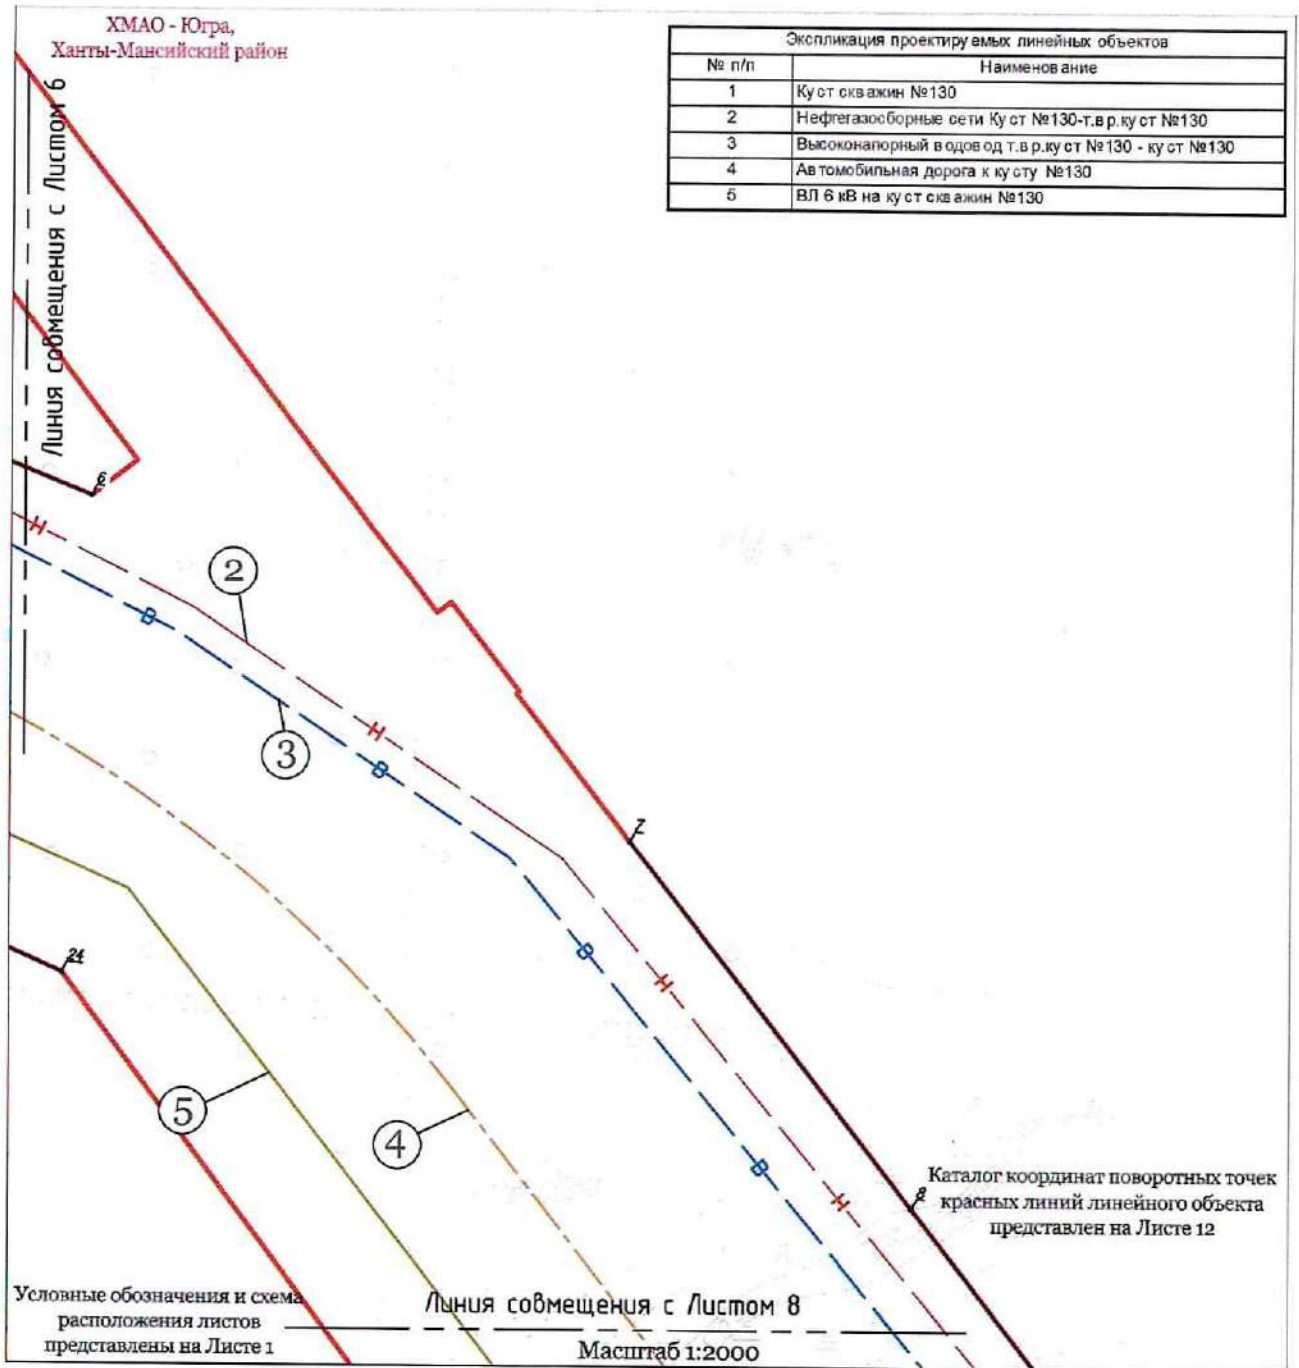 ХМАО - Югра,
Ханты-Мансийский район
Экспликация проектируемых линейных объектов
№ п/п Наименование
1 Куст скважин №130
2 Нефтегазосборные сети Куст №130-т.вр.куст №130
3 Высоконапорный водовод т.вр.куст №130 - куст №130
4 Автомобильная дорога к кусту №130
5 ВЛ 6 кВ на куст скважин №130
Линия совмещения с Листом 6
6
Н
2
В
Н
3
В
7
24
В
Н
5
4
В
Н
8
Каталог координат поворотных точек
красных линий линейного объекта
представлен на Листе 12
Условные обозначения и схема
расположения листов
представлены на Листе 1
Линия совмещения с Листом 8
Масштаб 1:2000